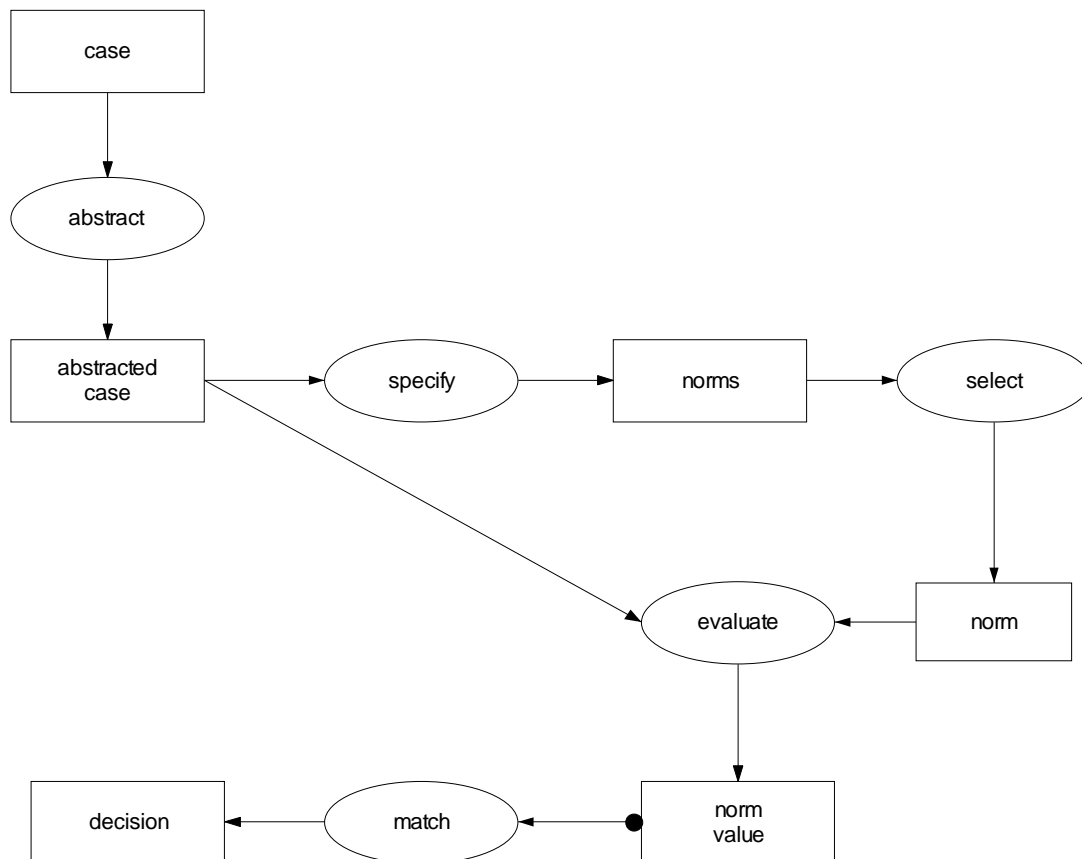 case
abstract
abstracted
case
specify
norms
select
evaluate
norm
decision
match
norm
value